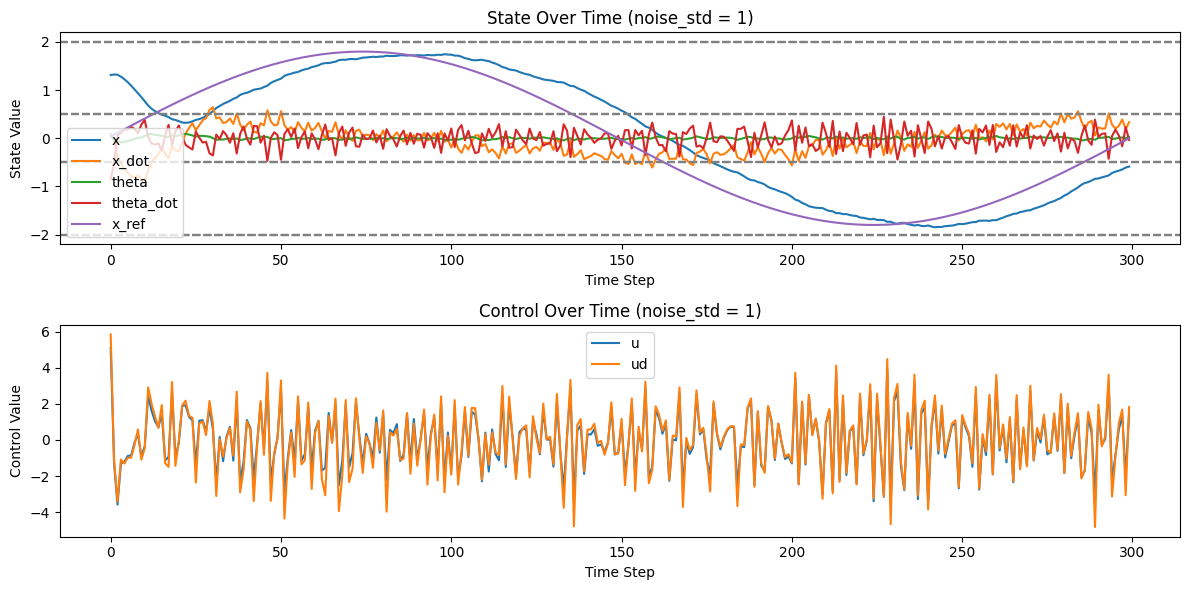 State Over Time (noise_std = 1)
State Value
2
1
0
−1
−2
x
x_dot
theta
theta_dot
x_ref
0
50
100
150
200
250
300
Time Step
Control Over Time (noise_std = 1)
Control Value
6
4
2
0
−2
−4
u
ud
0
50
100
150
200
250
300
Time Step